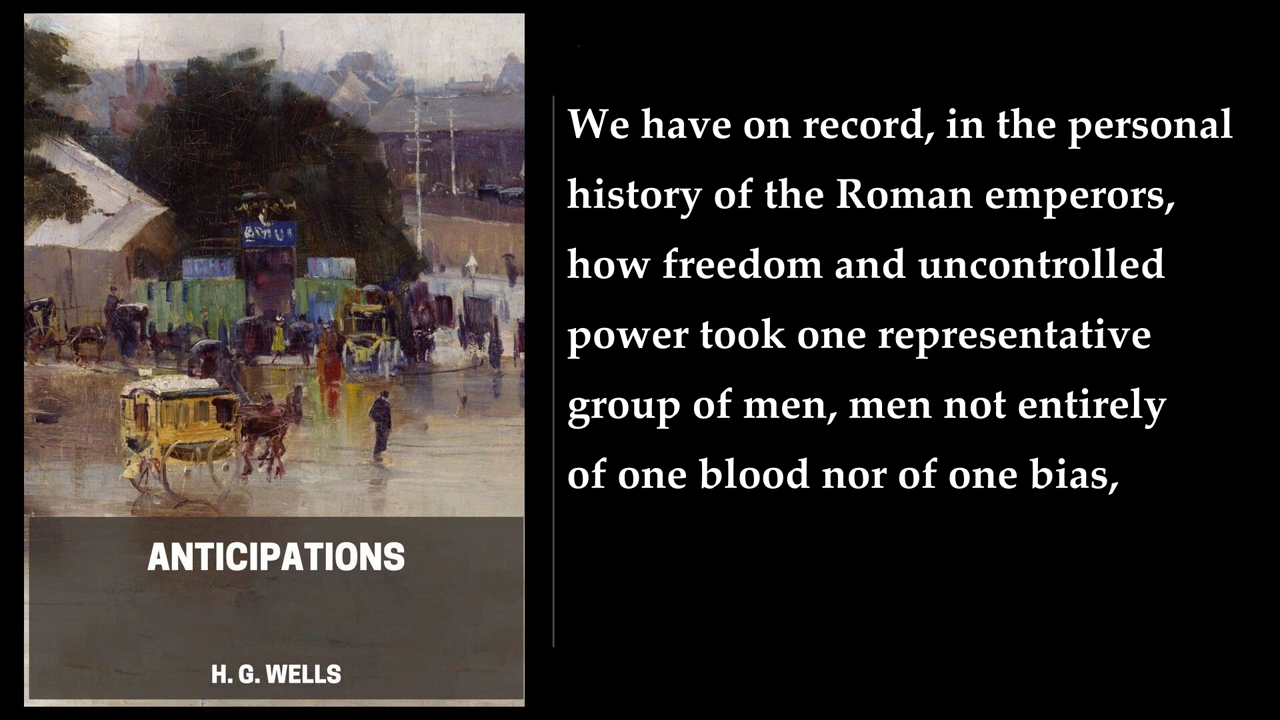 ANTICIPATIONS
H. G. WELLS
We have on record, in the personal
history of the Roman emperors,
how freedom and uncontrolled
power took one representative
group of men, men not entirely
of one blood nor of one bias,